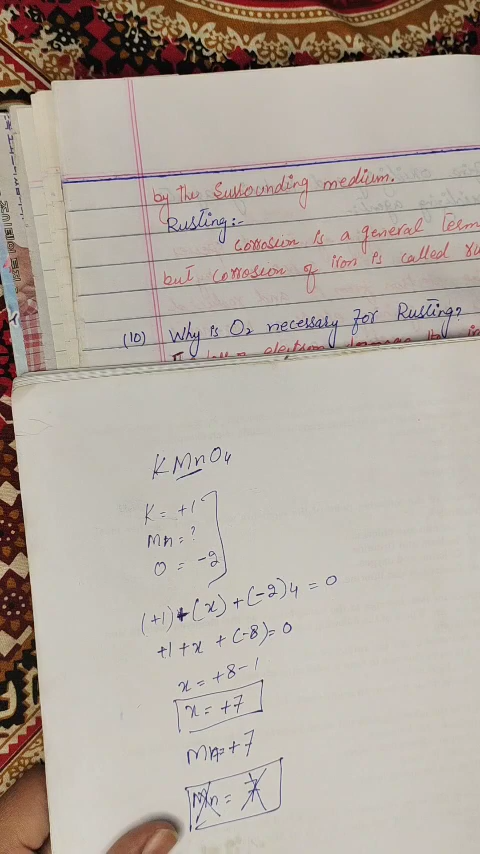 by the surrounding medium.
Rusting:-
Corrosion is a general Term
but corrosion of iron is called
(10) Why is O₂ necessary for Rusting?
KMnO₄
K = +1
Mn = ?
O = -2
(+1) + (x) + (-2)4 = 0
+1 + x + (-8) = 0
x = +8 - 1
x = +7
Mn = +7
Mn = 7